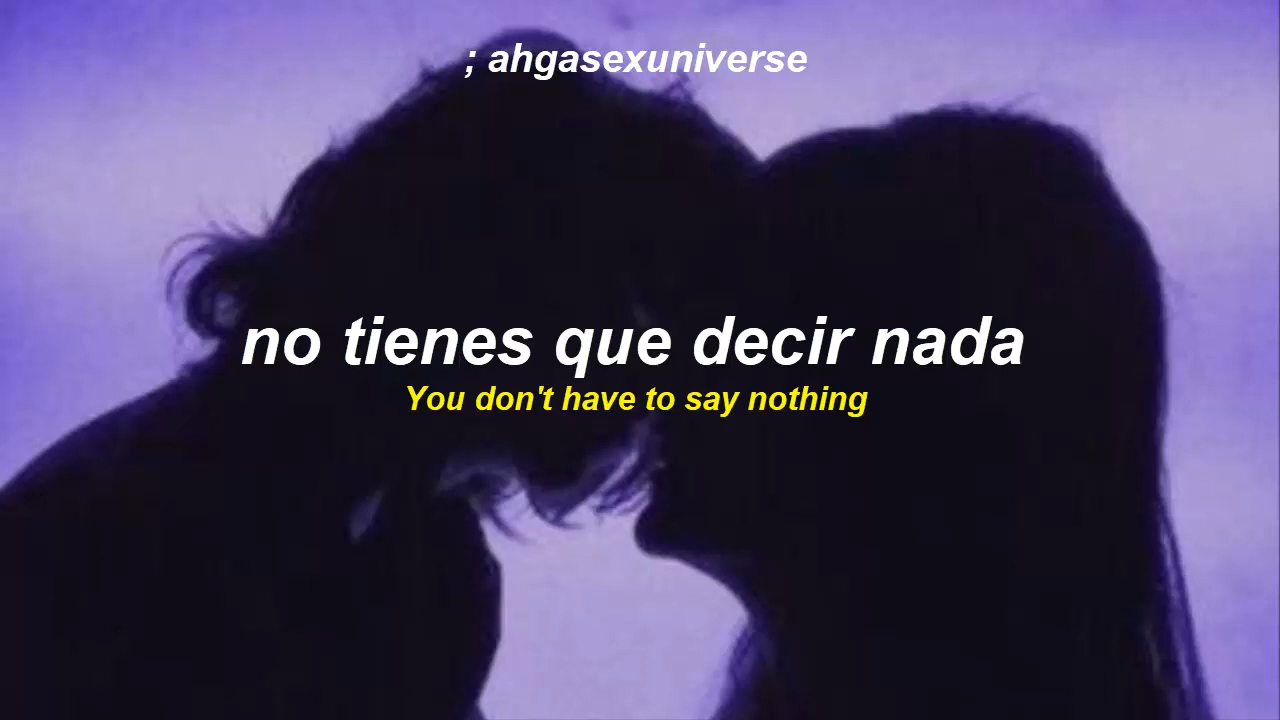 ; ahgasexuniverse
no tienes que decir nada
You don't have to say nothing